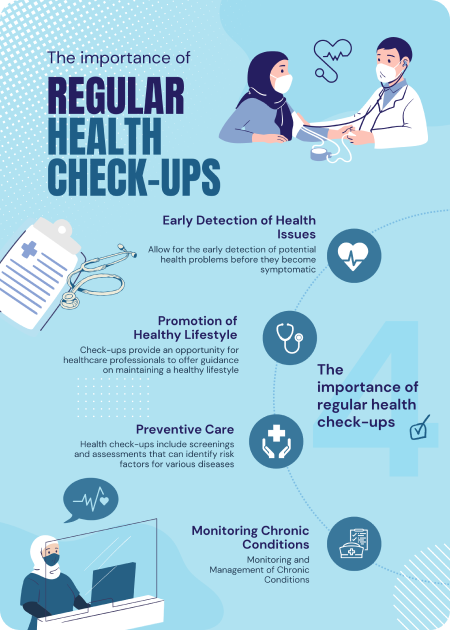 The importance of
REGULAR
HEALTH
CHECK-UPS
Early Detection of Health
Issues
Allow for the early detection of potential
health problems before they become
symptomatic
Promotion of
Healthy Lifestyle
Check-ups provide an opportunity for
healthcare professionals to offer guidance
on maintaining a healthy lifestyle
4
The
importance of
regular health
check-ups
Preventive Care
Health check-ups include screenings
and assessments that can identify risk
factors for various diseases
Monitoring Chronic
Conditions
Monitoring and
Management of Chronic
Conditions